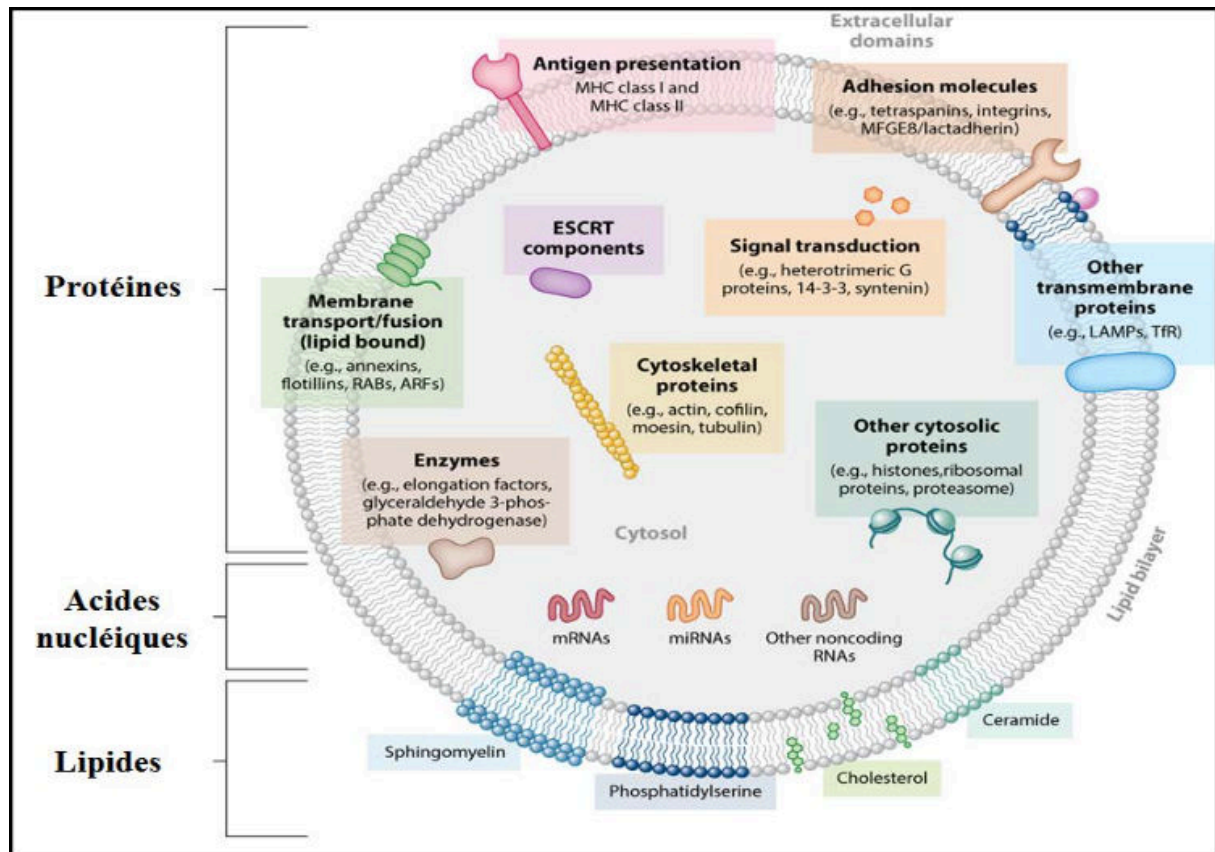 Extracellular
domains
Antigen presentation
MHC class I and
MHC class II
Adhesion molecules
(e.g., tetraspanins, integrins,
MFGE8/lactadherin)
ESCRT
components
Signal transduction
(e.g., heterotrimeric G
proteins, 14-3-3, syntenin)
Other
transmembrane
proteins
(e.g., LAMPs, TfR)
Protéines
Membrane
transport/fusion
(lipid bound)
(e.g., annexins,
flotillins, RABs, ARFs)
Cytoskeletal
proteins
(e.g., actin, cofilin,
moesin, tubulin)
Other cytosolic
proteins
(e.g., histones,ribosomal
proteins, proteasome)
Enzymes
(e.g., elongation factors,
glyceraldehyde 3-phos-
phate dehydrogenase)
Cytosol
Lipid bilayer
Acides
nucléiques
mRNAs
miRNAs
Other noncoding
RNAs
Lipides
Sphingomyelin
Phosphatidylserine
Cholesterol
Ceramide